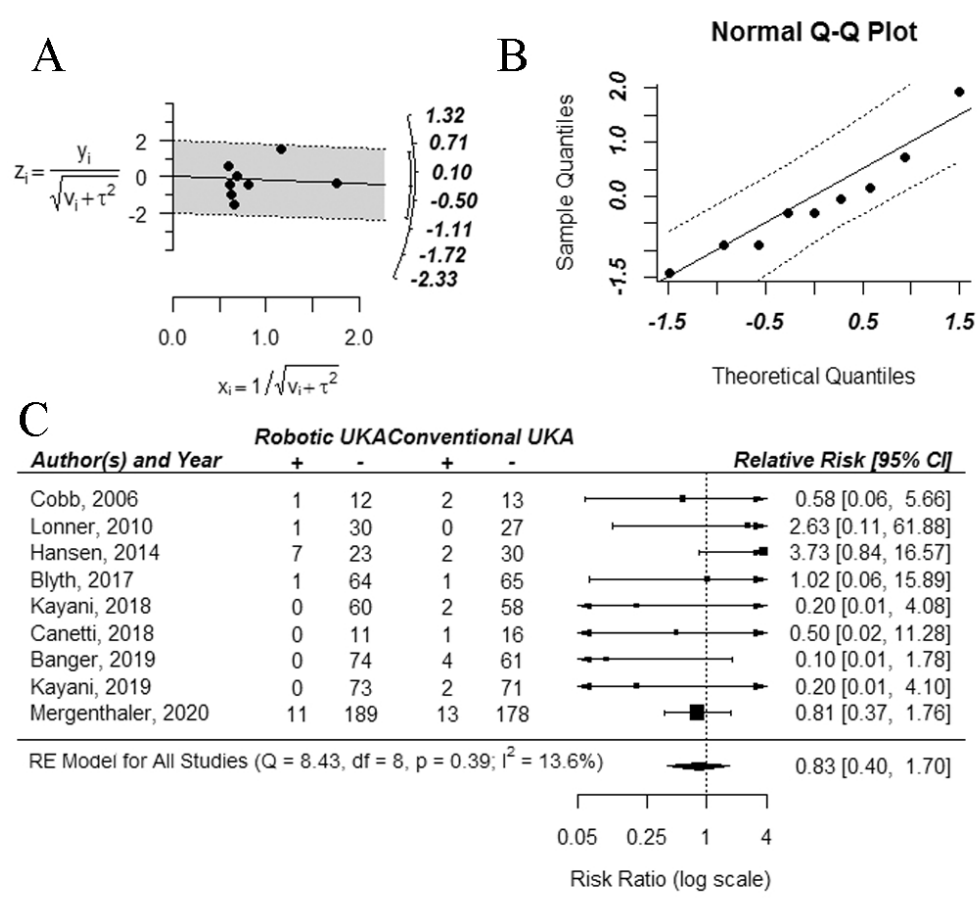 A
z_i = y_i / √(v_i + τ²)
2
0
-2
0.0 1.0 2.0
x_i = 1/√(v_i + τ²)
1.32
0.71
0.10
-0.50
-1.11
-1.72
-2.33
B
Normal Q-Q Plot
Sample Quantiles
2.0
1.0
0.0
-1.5
-1.5 -0.5 0.5 1.5
Theoretical Quantiles
C
Robotic UKAConventional UKA
Author(s) and Year + - + - Relative Risk [95% CI]
Cobb, 2006 1 12 2 13 0.58 [0.06, 5.66]
Lonner, 2010 1 30 0 27 2.63 [0.11, 61.88]
Hansen, 2014 7 23 2 30 3.73 [0.84, 16.57]
Blyth, 2017 1 64 1 65 1.02 [0.06, 15.89]
Kayani, 2018 0 60 2 58 0.20 [0.01, 4.08]
Canetti, 2018 0 11 1 16 0.50 [0.02, 11.28]
Banger, 2019 0 74 4 61 0.10 [0.01, 1.78]
Kayani, 2019 0 73 2 71 0.20 [0.01, 4.10]
Mergenthaler, 2020 11 189 13 178 0.81 [0.37, 1.76]
RE Model for All Studies (Q = 8.43, df = 8, p = 0.39; I² = 13.6%) 0.83 [0.40, 1.70]
0.05 0.25 1 4
Risk Ratio (log scale)